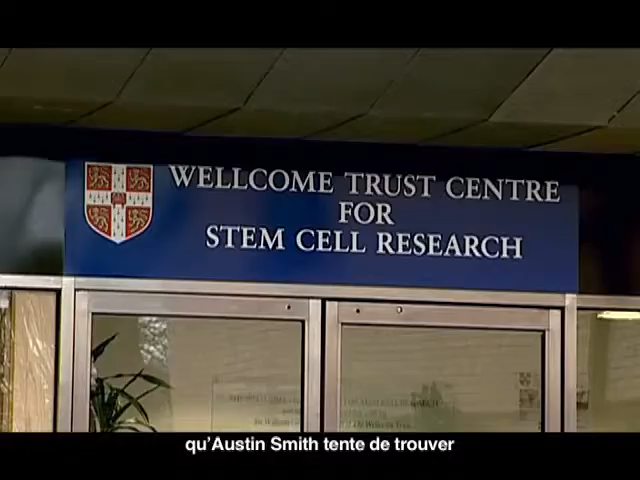 WELLCOME TRUST CENTRE
FOR
STEM CELL RESEARCH
qu'Austin Smith tente de trouver